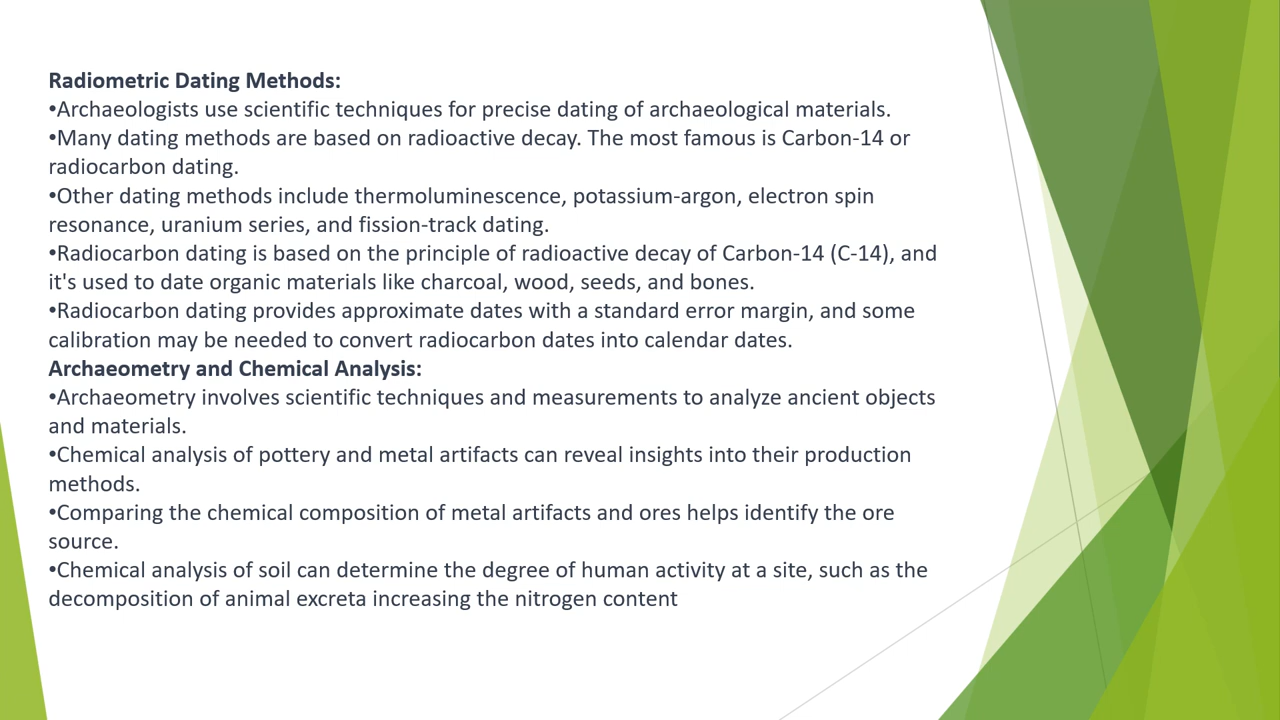 Radiometric Dating Methods:
•Archaeologists use scientific techniques for precise dating of archaeological materials.
•Many dating methods are based on radioactive decay. The most famous is Carbon-14 or
radiocarbon dating.
•Other dating methods include thermoluminescence, potassium-argon, electron spin
resonance, uranium series, and fission-track dating.
•Radiocarbon dating is based on the principle of radioactive decay of Carbon-14 (C-14), and
it's used to date organic materials like charcoal, wood, seeds, and bones.
•Radiocarbon dating provides approximate dates with a standard error margin, and some
calibration may be needed to convert radiocarbon dates into calendar dates.
Archaeometry and Chemical Analysis:
•Archaeometry involves scientific techniques and measurements to analyze ancient objects
and materials.
•Chemical analysis of pottery and metal artifacts can reveal insights into their production
methods.
•Comparing the chemical composition of metal artifacts and ores helps identify the ore
source.
•Chemical analysis of soil can determine the degree of human activity at a site, such as the
decomposition of animal excreta increasing the nitrogen content